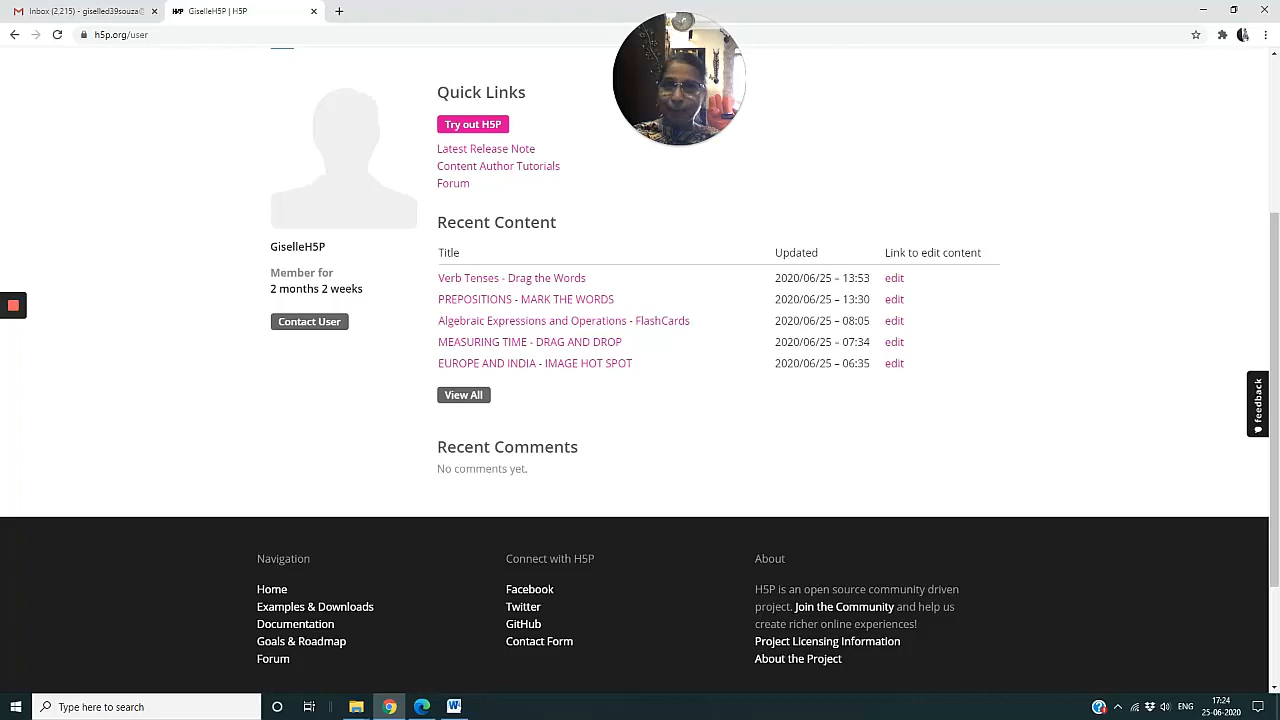 Inbox (2,215) - giselled3souza@
GiselleH5P | H5P
h5p.org/user
Quick Links
Try out H5P
Latest Release Note
Content Author Tutorials
Forum
GiselleH5P
Member for
2 months 2 weeks
Contact User
Recent Content
Title Updated Link to edit content
Verb Tenses - Drag the Words 2020/06/25 – 13:53 edit
PREPOSITIONS - MARK THE WORDS 2020/06/25 – 13:30 edit
Algebraic Expressions and Operations - FlashCards 2020/06/25 – 08:05 edit
MEASURING TIME - DRAG AND DROP 2020/06/25 – 07:34 edit
EUROPE AND INDIA - IMAGE HOT SPOT 2020/06/25 – 06:35 edit
View All
feedback
Recent Comments
No comments yet.
Navigation
Home
Examples & Downloads
Documentation
Goals & Roadmap
Forum
Connect with H5P
Facebook
Twitter
GitHub
Contact Form
About
H5P is an open source community driven
project. Join the Community and help us
create richer online experiences!
Project Licensing Information
About the Project
Type here to search
ENG
17:24
25-06-2020